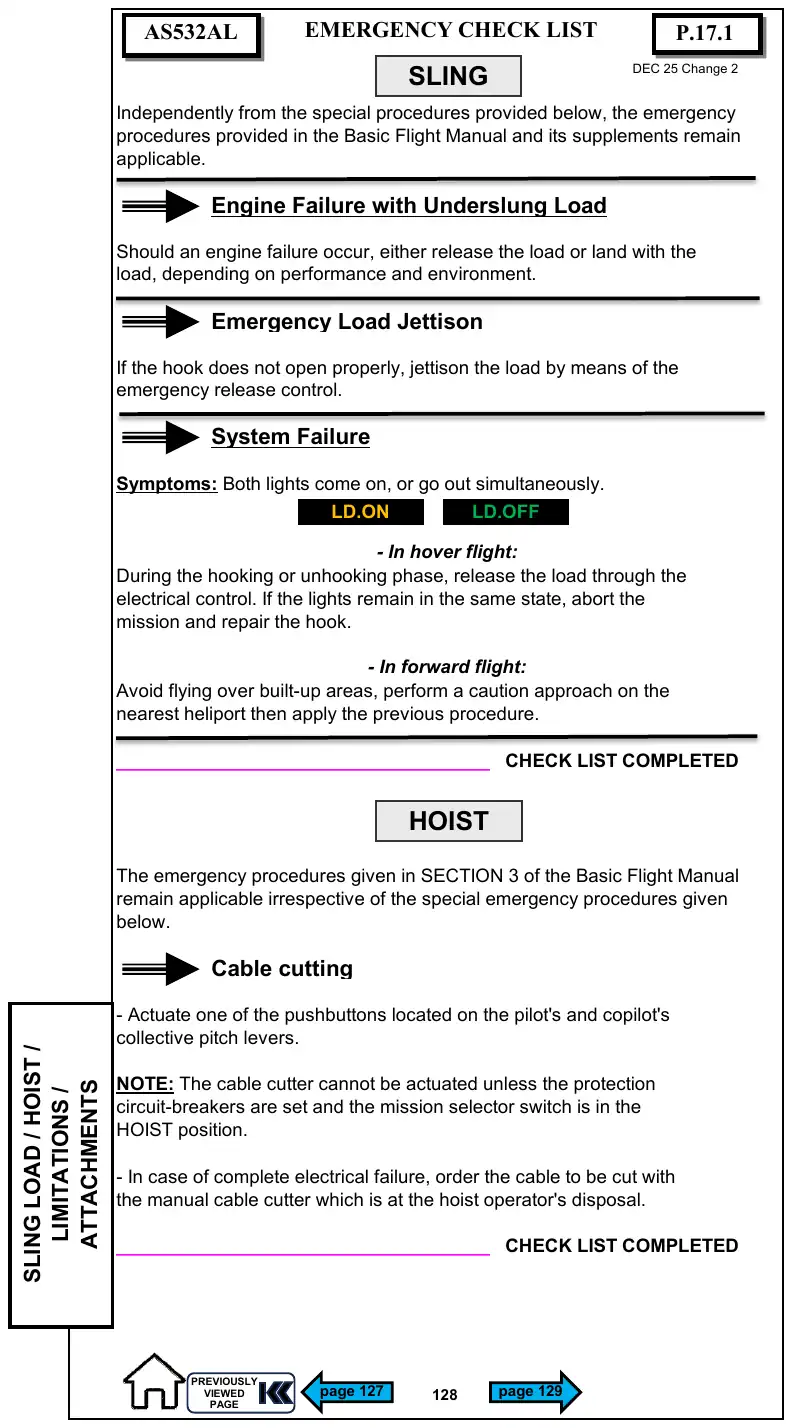 AS532AL
EMERGENCY CHECK LIST
P.17.1
DEC 25 Change 2
SLING
Independently from the special procedures provided below, the emergency
procedures provided in the Basic Flight Manual and its supplements remain
applicable.
Engine Failure with Underslung Load
Should an engine failure occur, either release the load or land with the
load, depending on performance and environment.
Emergency Load Jettison
If the hook does not open properly, jettison the load by means of the
emergency release control.
System Failure
Symptoms: Both lights come on, or go out simultaneously.
LD.ON LD.OFF
- In hover flight:
During the hooking or unhooking phase, release the load through the
electrical control. If the lights remain in the same state, abort the
mission and repair the hook.
- In forward flight:
Avoid flying over built-up areas, perform a caution approach on the
nearest heliport then apply the previous procedure.
CHECK LIST COMPLETED
HOIST
The emergency procedures given in SECTION 3 of the Basic Flight Manual
remain applicable irrespective of the special emergency procedures given
below.
Cable cutting
- Actuate one of the pushbuttons located on the pilot's and copilot's
collective pitch levers.
NOTE: The cable cutter cannot be actuated unless the protection
circuit-breakers are set and the mission selector switch is in the
HOIST position.
- In case of complete electrical failure, order the cable to be cut with
the manual cable cutter which is at the hoist operator's disposal.
CHECK LIST COMPLETED
SLING LOAD / HOIST /
LIMITATIONS /
ATTACHMENTS
PREVIOUSLY
VIEWED
PAGE
page 127
128
page 129